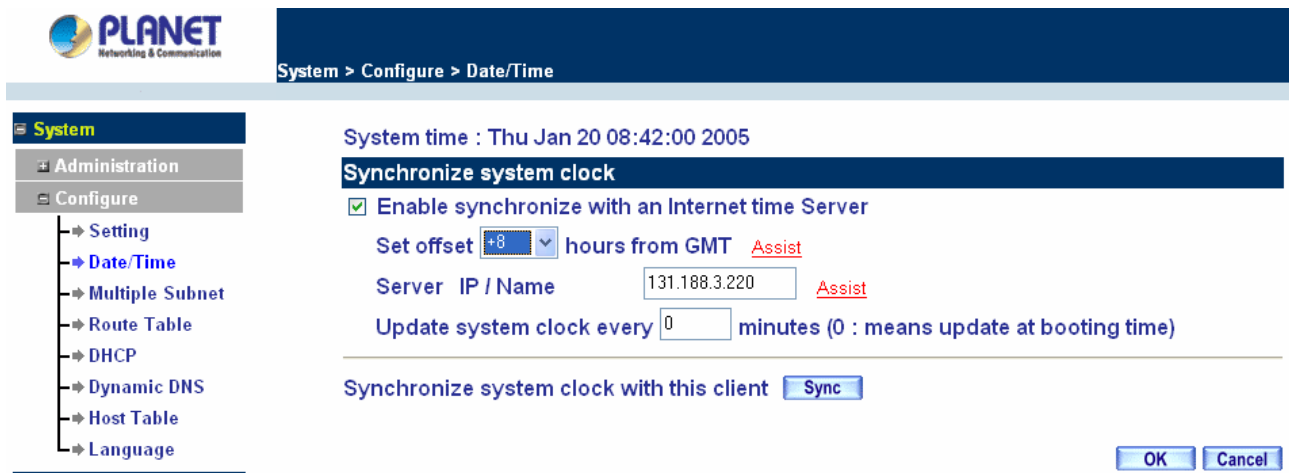 PLANET
Networking & Communication
System > Configure > Date/Time
System
Administration
Configure
Setting
Date/Time
Multiple Subnet
Route Table
DHCP
Dynamic DNS
Host Table
Language
System time : Thu Jan 20 08:42:00 2005
Synchronize system clock
Enable synchronize with an Internet time Server
Set offset +8 hours from GMT Assist
Server IP / Name 131.188.3.220 Assist
Update system clock every 0 minutes (0 : means update at booting time)
Synchronize system clock with this client Sync
OK Cancel